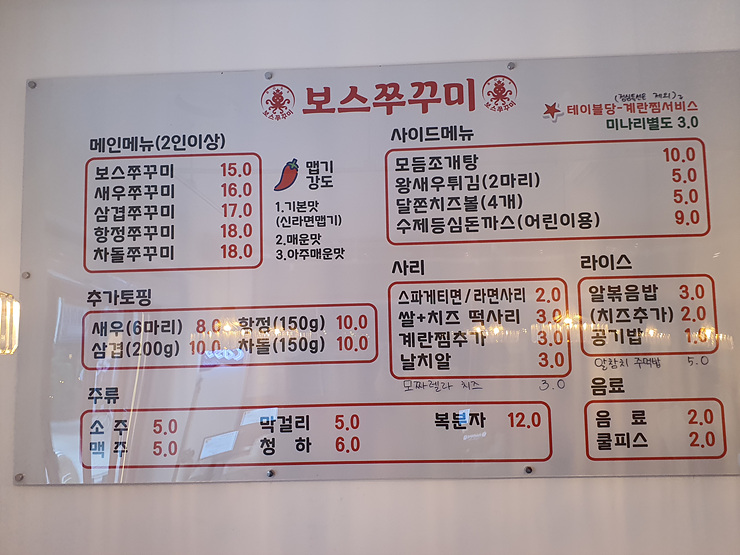 보스쭈꾸미
보스쭈꾸미
보스쭈꾸미
(점심특선은 제외)
테이블당-계란찜서비스
미나리별도 3.0
메인메뉴(2인이상)
보스쭈꾸미 15.0
새우쭈꾸미 16.0
삼겹쭈꾸미 17.0
항정쭈꾸미 18.0
차돌쭈꾸미 18.0
맵기
강도
1.기본맛
(신라면맵기)
2.매운맛
3.아주매운맛
사이드메뉴
모듬조개탕 10.0
왕새우튀김(2마리) 5.0
달쫀치즈볼(4개) 5.0
수제등심돈까스(어린이용) 9.0
추가토핑
새우(6마리) 8.0 항정(150g) 10.0
삼겹(200g) 10.0 차돌(150g) 10.0
사리
스파게티면/라면사리 2.0
쌀+치즈 떡사리 3.0
계란찜추가 3.0
날치알 3.0
모짜렐라 치즈 3.0
라이스
알볶음밥 3.0
(치즈추가) 2.0
공기밥 1.0
알참치 주먹밥 5.0
주류
소주 5.0 막걸리 5.0 복분자 12.0
맥주 5.0 청하 6.0
음료
음료 2.0
쿨피스 2.0